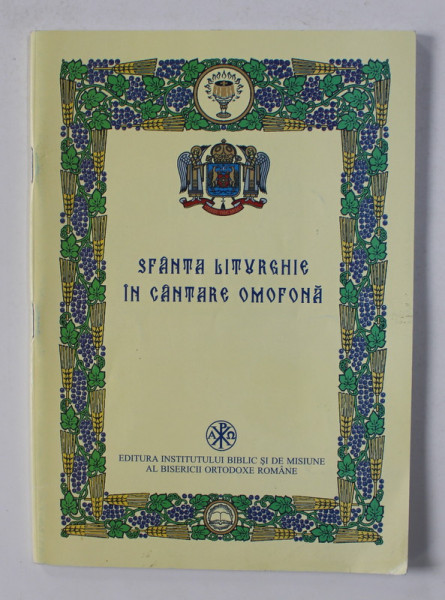 SFÂNTA LITURGHIE
ÎN CÂNTARE OMOFONĂ
Α Ω
EDITURA INSTITUTULUI BIBLIC ȘI DE MISIUNE
AL BISERICII ORTODOXE ROMÂNE